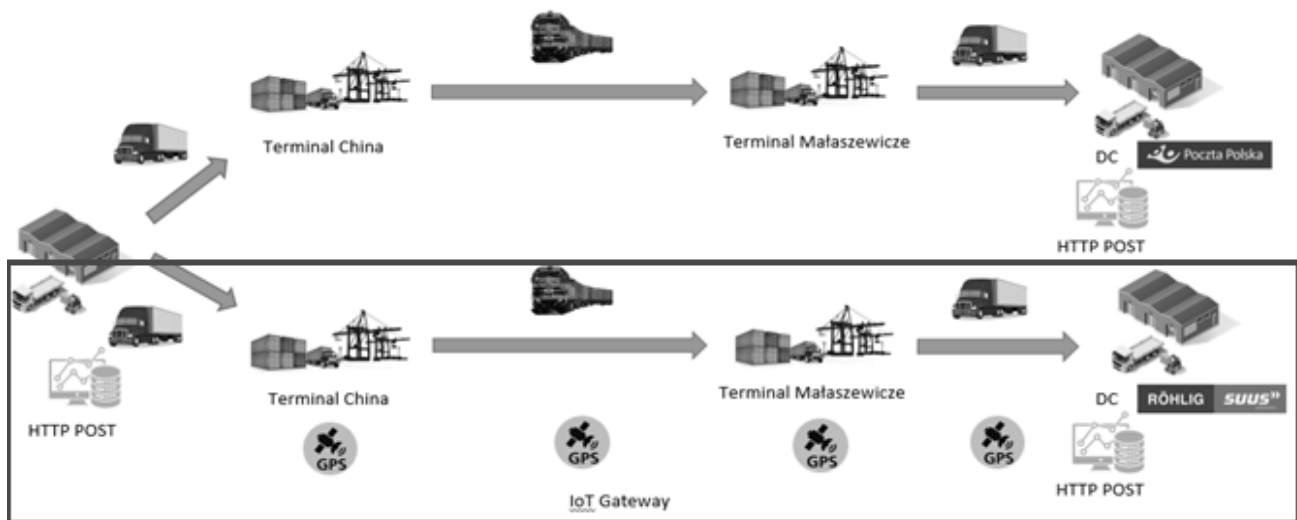 Terminal China
Terminal Małaszewicze
DC
Poczta Polska
HTTP POST
Terminal China
Terminal Małaszewicze
DC
RÖHLIG SUUS»
HTTP POST
GPS
GPS
GPS
GPS
HTTP POST
IoT Gateway